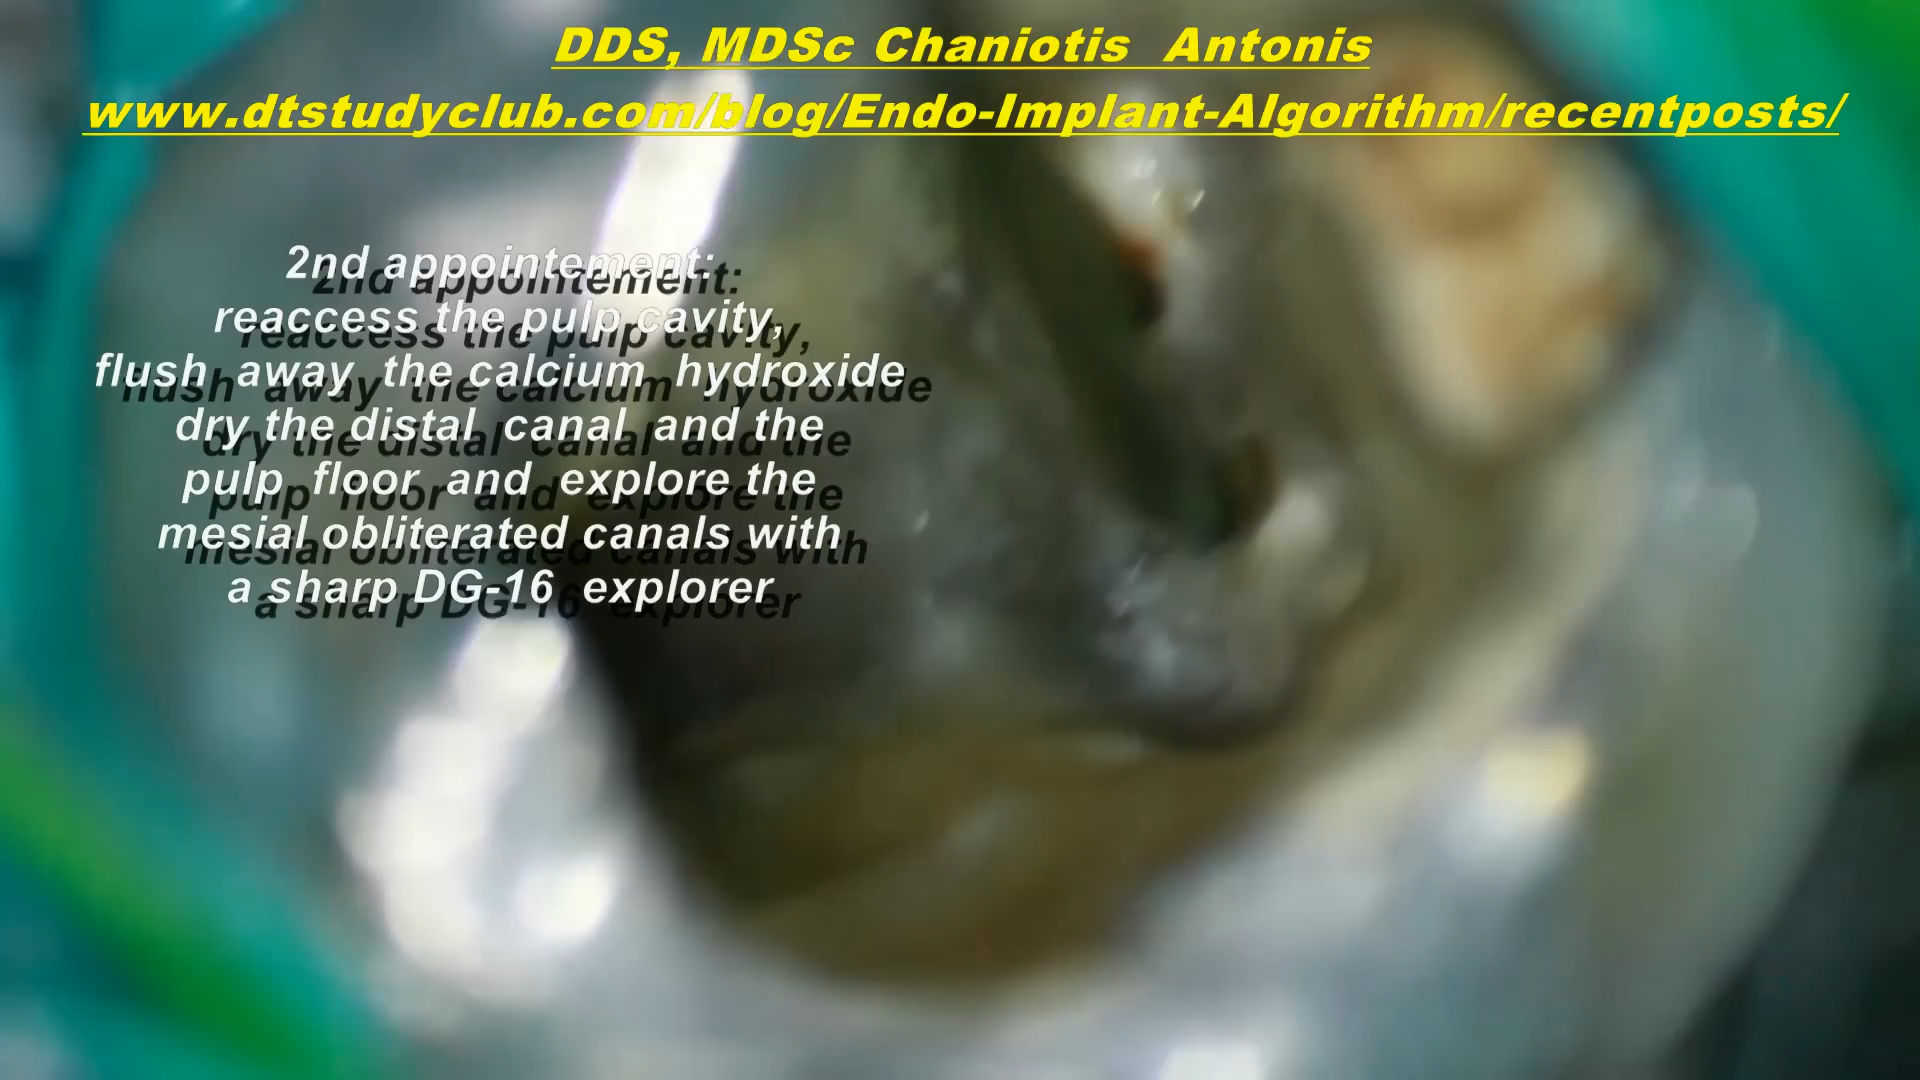 DDS, MDSc Chaniotis Antonis
www.dtstudyclub.com/blog/Endo-Implant-Algorithm/recentposts/
2nd appointement:
reaccess the pulp cavity,
flush away the calcium hydroxide
dry the distal canal and the
pulp floor and explore the
mesial obliterated canals with
a sharp DG-16 explorer